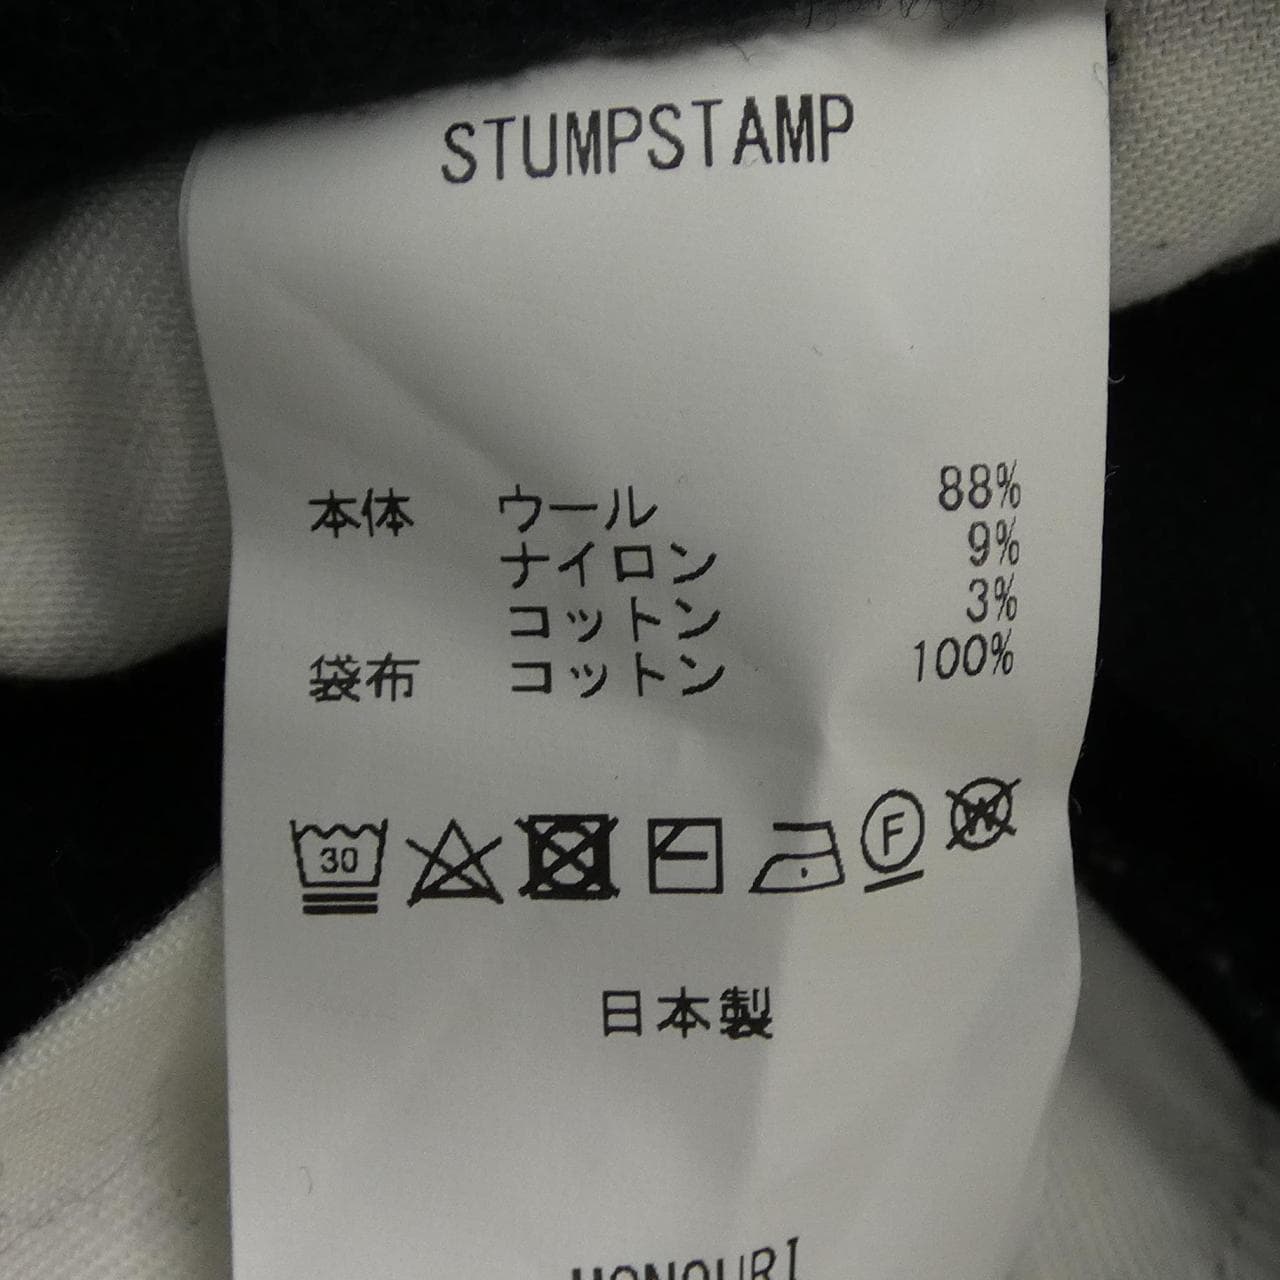 STUMPSTAMP
本体 ウール 88%
ナイロン 9%
コットン 3%
袋布 コットン 100%
30
F
W
日本製